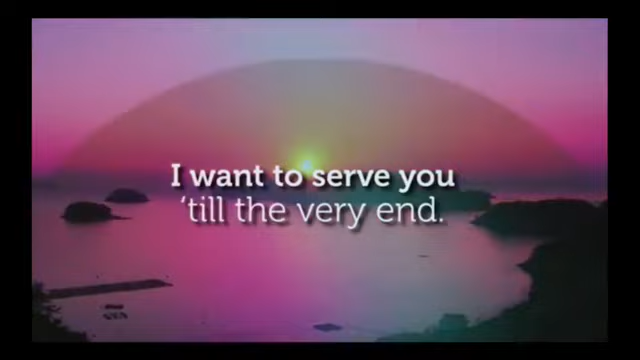 I want to serve you
‘till the very end.